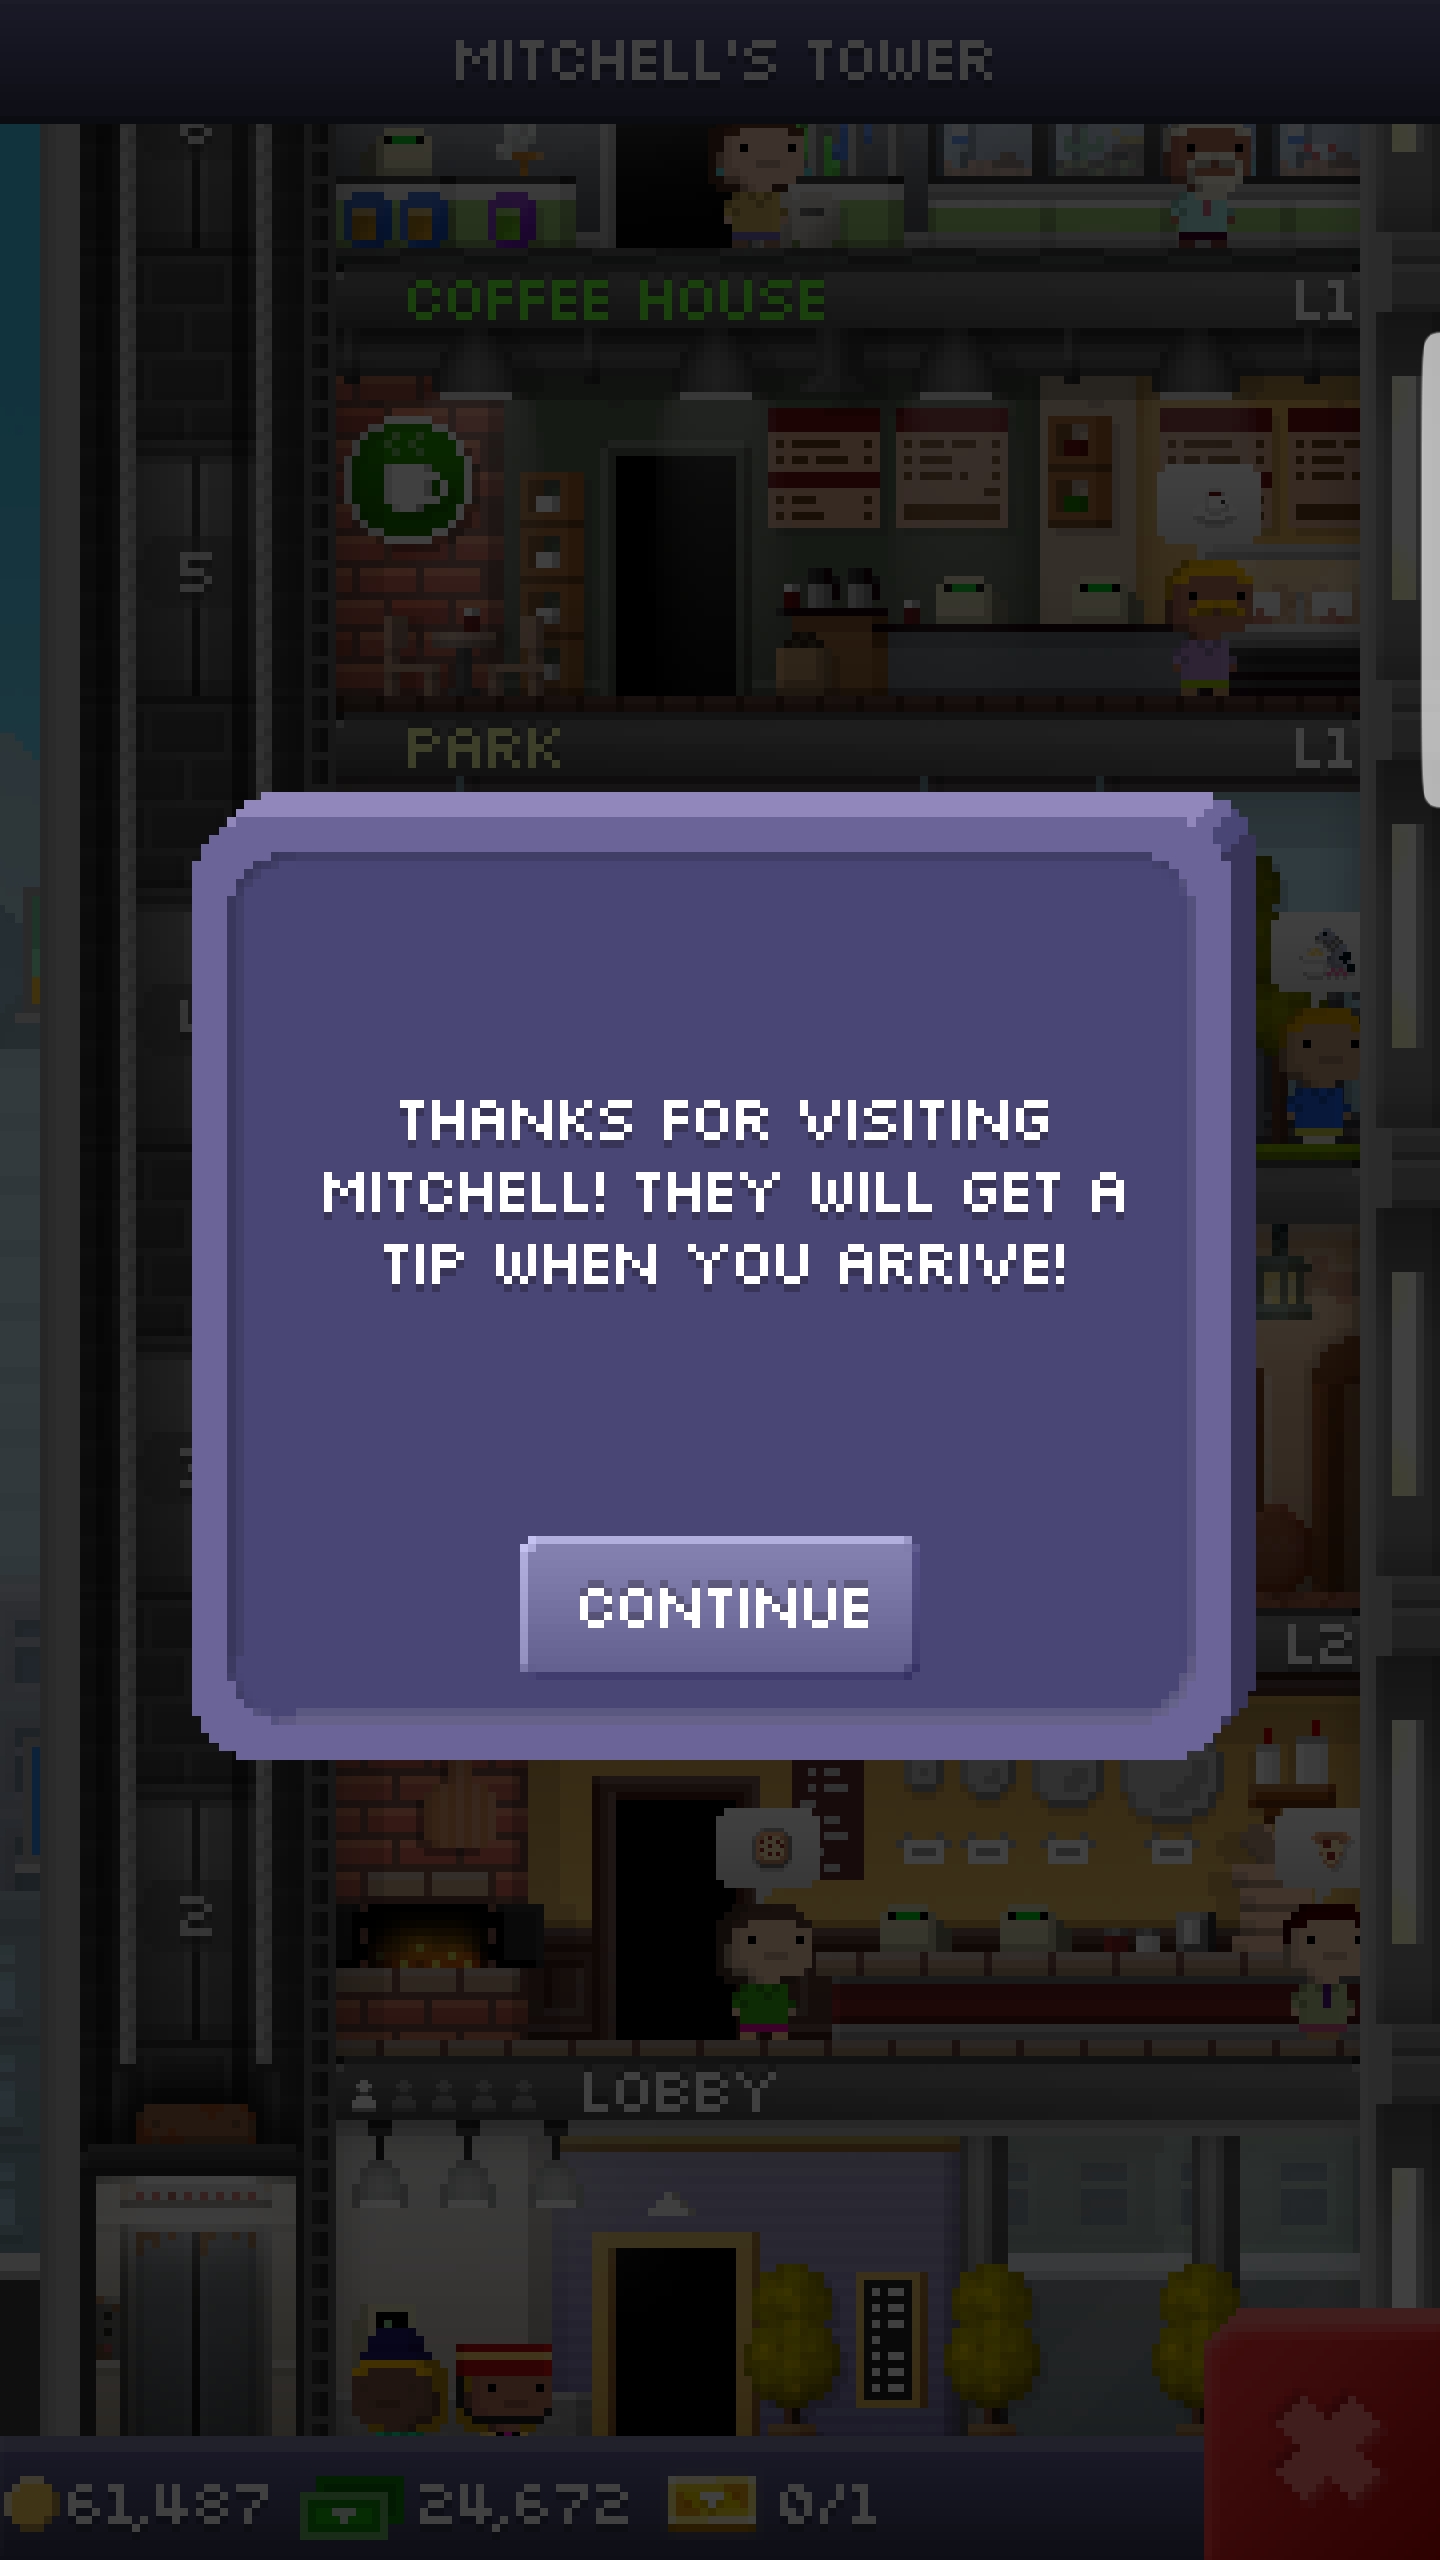 MITCHELL'S TOWER
COFFEE HOUSE L1
5
PARK L1
THANKS FOR VISITING
MITCHELL! THEY WILL GET A
TIP WHEN YOU ARRIVE!
CONTINUE
L2
2
LOBBY
61,487 24,672 0/1